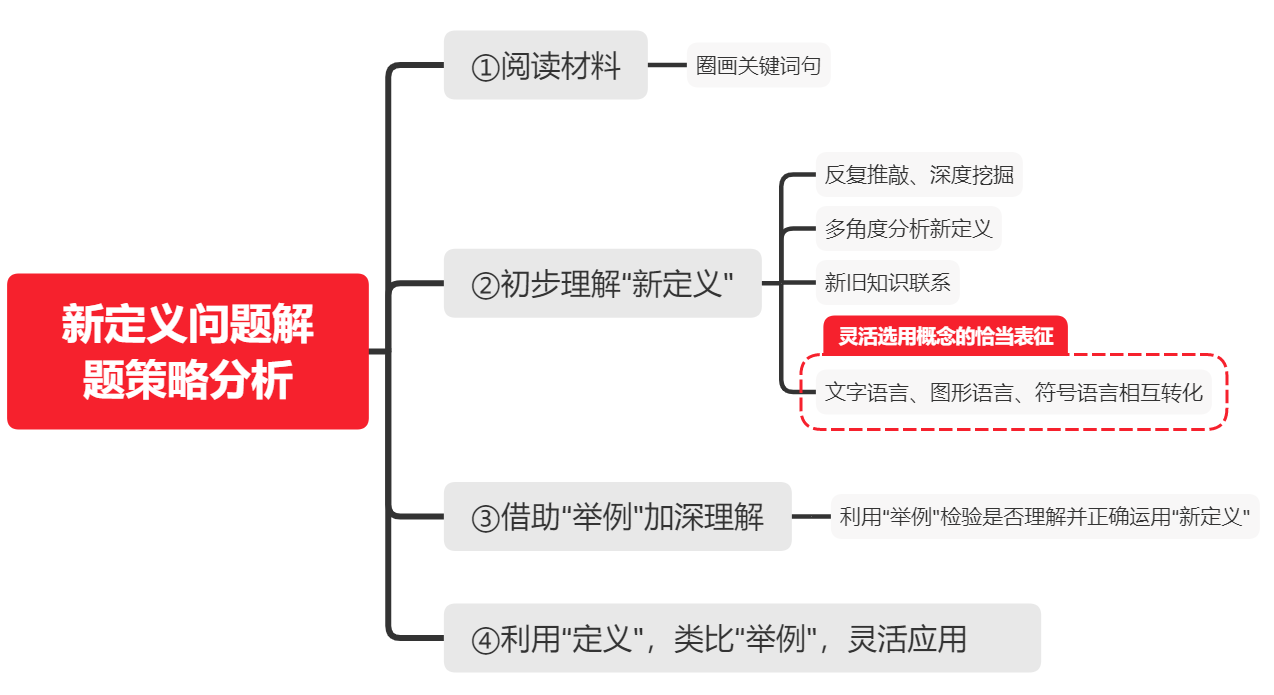 新定义问题解
题策略分析
①阅读材料
圈画关键词句
②初步理解“新定义"
反复推敲、深度挖掘
多角度分析新定义
新旧知识联系
灵活选用概念的恰当表征
文字语言、图形语言、符号语言相互转化
③借助“举例"加深理解
利用“举例"检验是否理解并正确运用“新定义"
④利用“定义"，类比“举例"，灵活应用